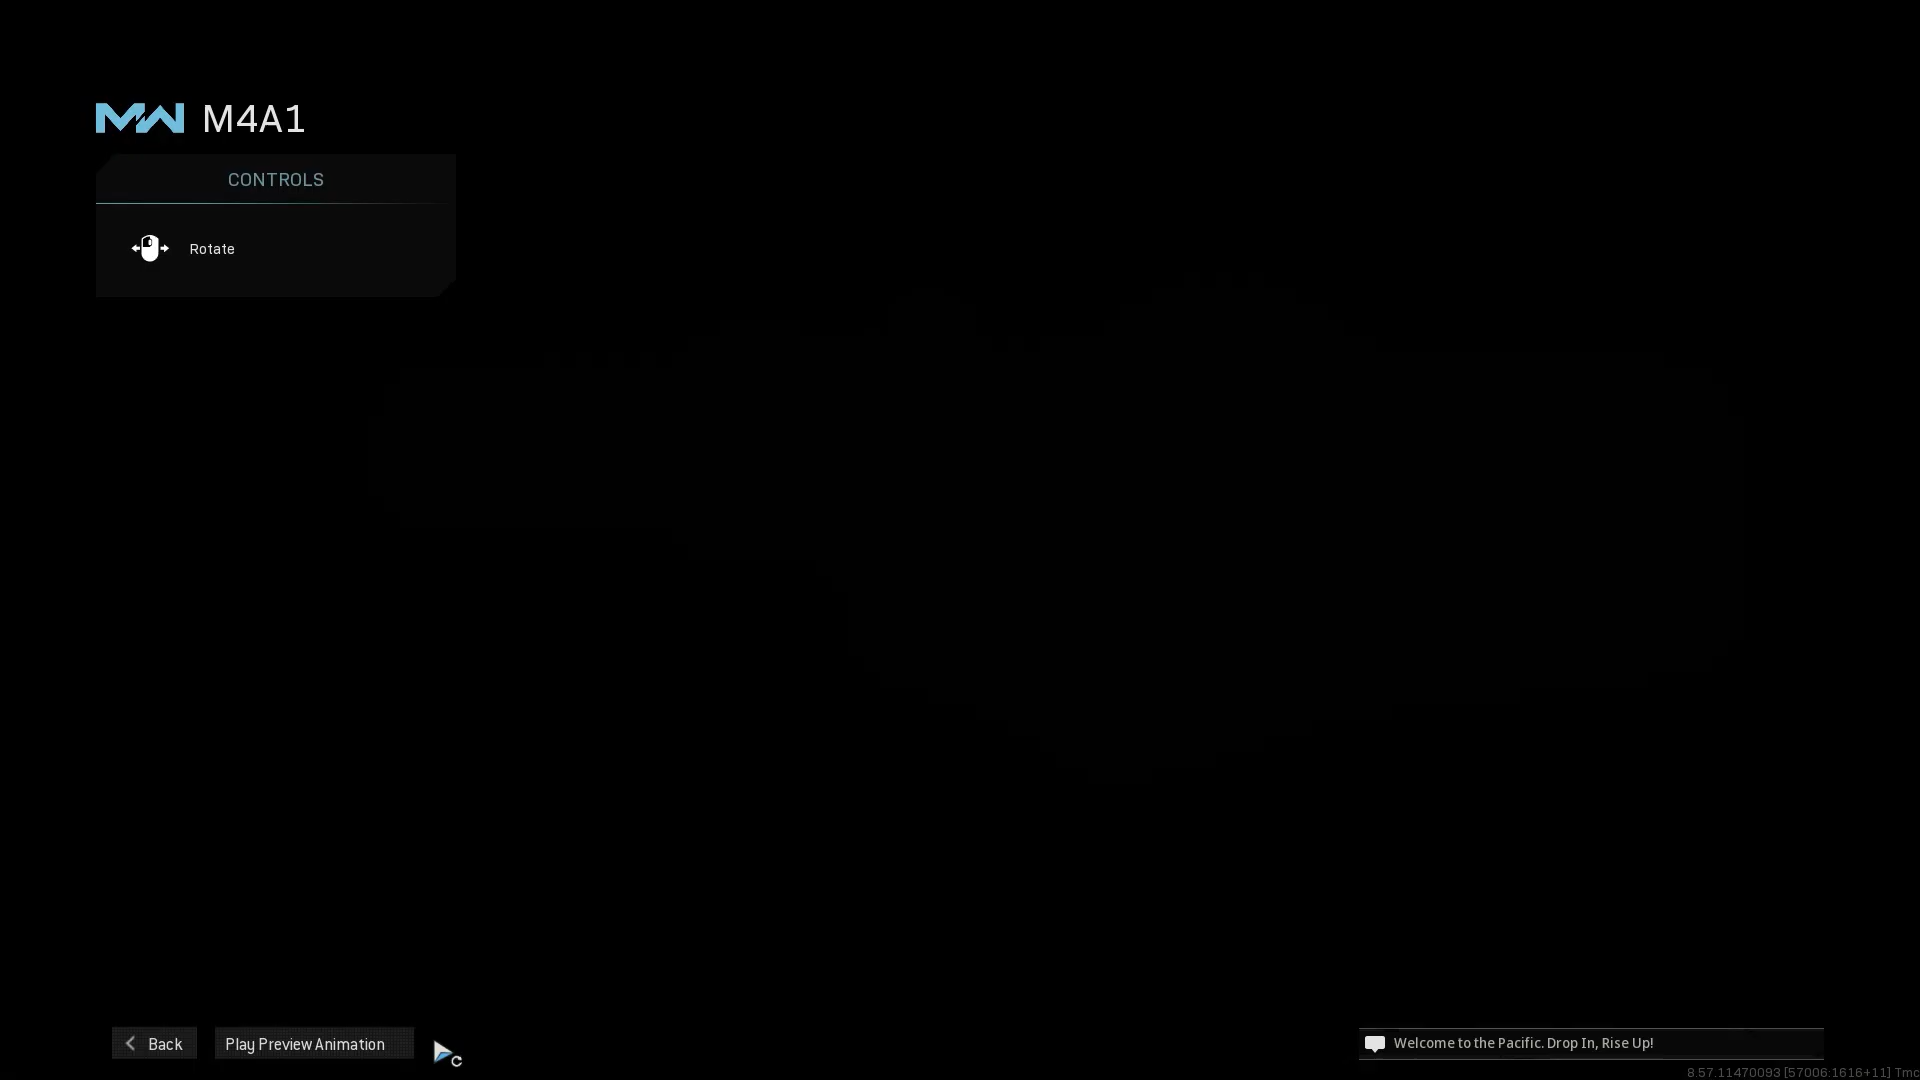 MW M4A1
CONTROLS
Rotate
Back
Play Preview Animation
Welcome to the Pacific. Drop In, Rise Up!
8.57.11470093 [57006:1616+11] Tmc